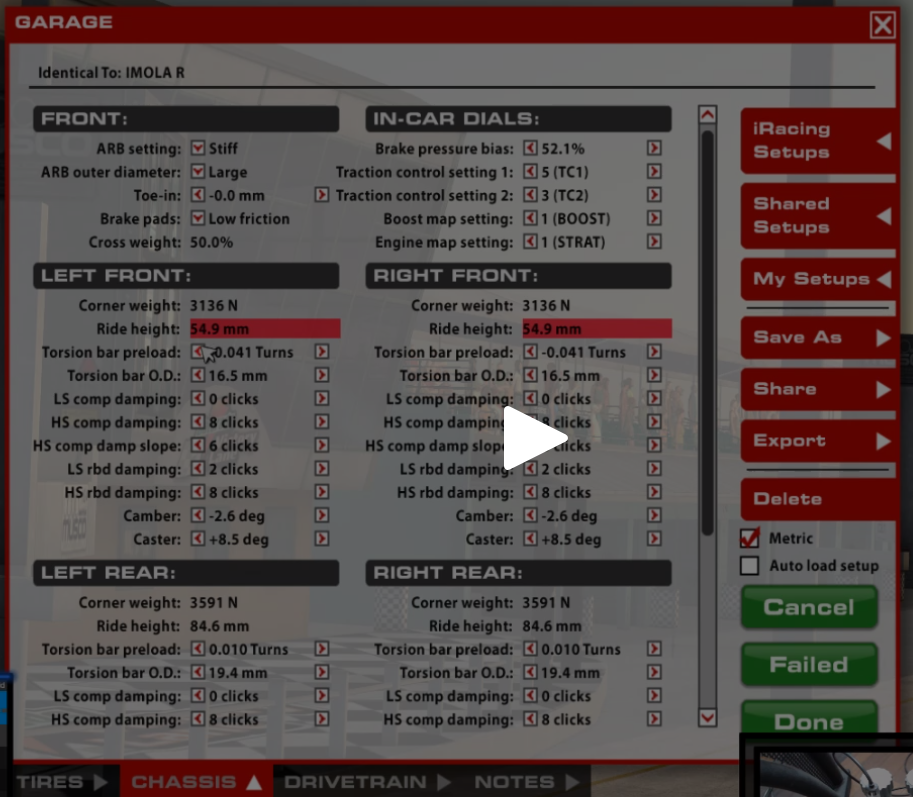 GARAGE
Identical To: IMOLA R
FRONT:
ARB setting: Stiff
ARB outer diameter: Large
Toe-in: -0.0 mm
Brake pads: Low friction
Cross weight: 50.0%
IN-CAR DIALS:
Brake pressure bias: 52.1%
Traction control setting 1: 5 (TC1)
Traction control setting 2: 3 (TC2)
Boost map setting: 1 (BOOST)
Engine map setting: 1 (STRAT)
LEFT FRONT:
Corner weight: 3136 N
Ride height: 54.9 mm
Torsion bar preload: -0.041 Turns
Torsion bar O.D.: 16.5 mm
LS comp damping: 0 clicks
HS comp damping: 8 clicks
HS comp damp slope: 6 clicks
LS rbd damping: 2 clicks
HS rbd damping: 8 clicks
Camber: -2.6 deg
Caster: +8.5 deg
RIGHT FRONT:
Corner weight: 3136 N
Ride height: 54.9 mm
Torsion bar preload: -0.041 Turns
Torsion bar O.D.: 16.5 mm
LS comp damping: 0 clicks
HS comp damping: 8 clicks
HS comp damp slope: clicks
LS rbd damping: 2 clicks
HS rbd damping: 8 clicks
Camber: -2.6 deg
Caster: +8.5 deg
LEFT REAR:
Corner weight: 3591 N
Ride height: 84.6 mm
Torsion bar preload: 0.010 Turns
Torsion bar O.D.: 19.4 mm
LS comp damping: 0 clicks
HS comp damping: 8 clicks
RIGHT REAR:
Corner weight: 3591 N
Ride height: 84.6 mm
Torsion bar preload: 0.010 Turns
Torsion bar O.D.: 19.4 mm
LS comp damping: 0 clicks
HS comp damping: 8 clicks
iRacing
Setups
Shared
Setups
My Setups
Save As
Share
Export
Delete
Metric
Auto load setup
Cancel
Failed
Done
TIRES
CHASSIS
DRIVETRAIN
NOTES